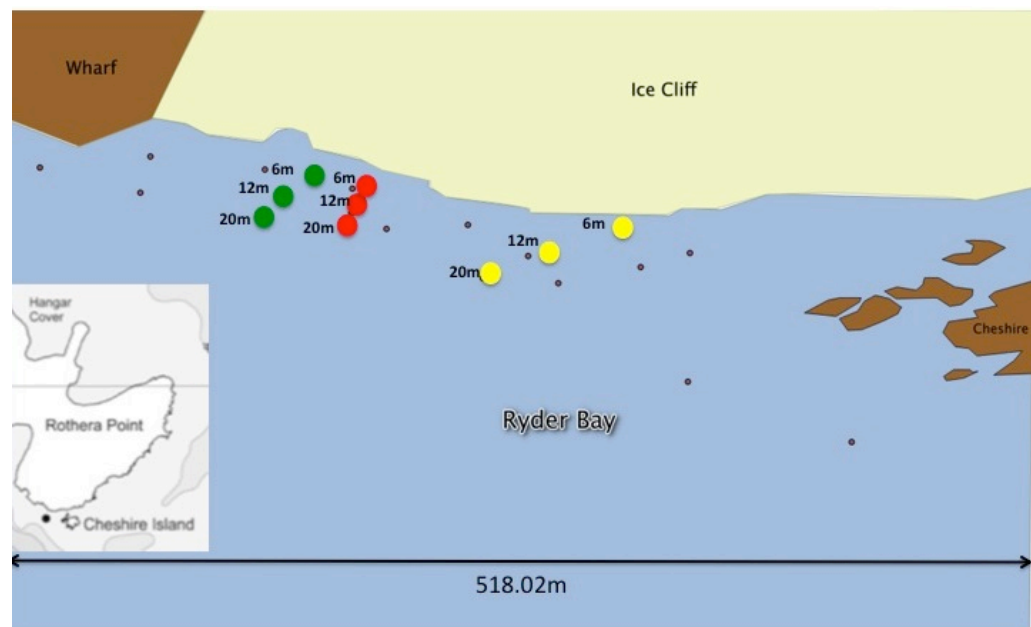 Wharf
Ice Cliff
6m
6m
12m
12m
20m
20m
6m
12m
20m
Hangar
Cover
Rothera Point
Cheshire
Ryder Bay
Cheshire Island
518.02m